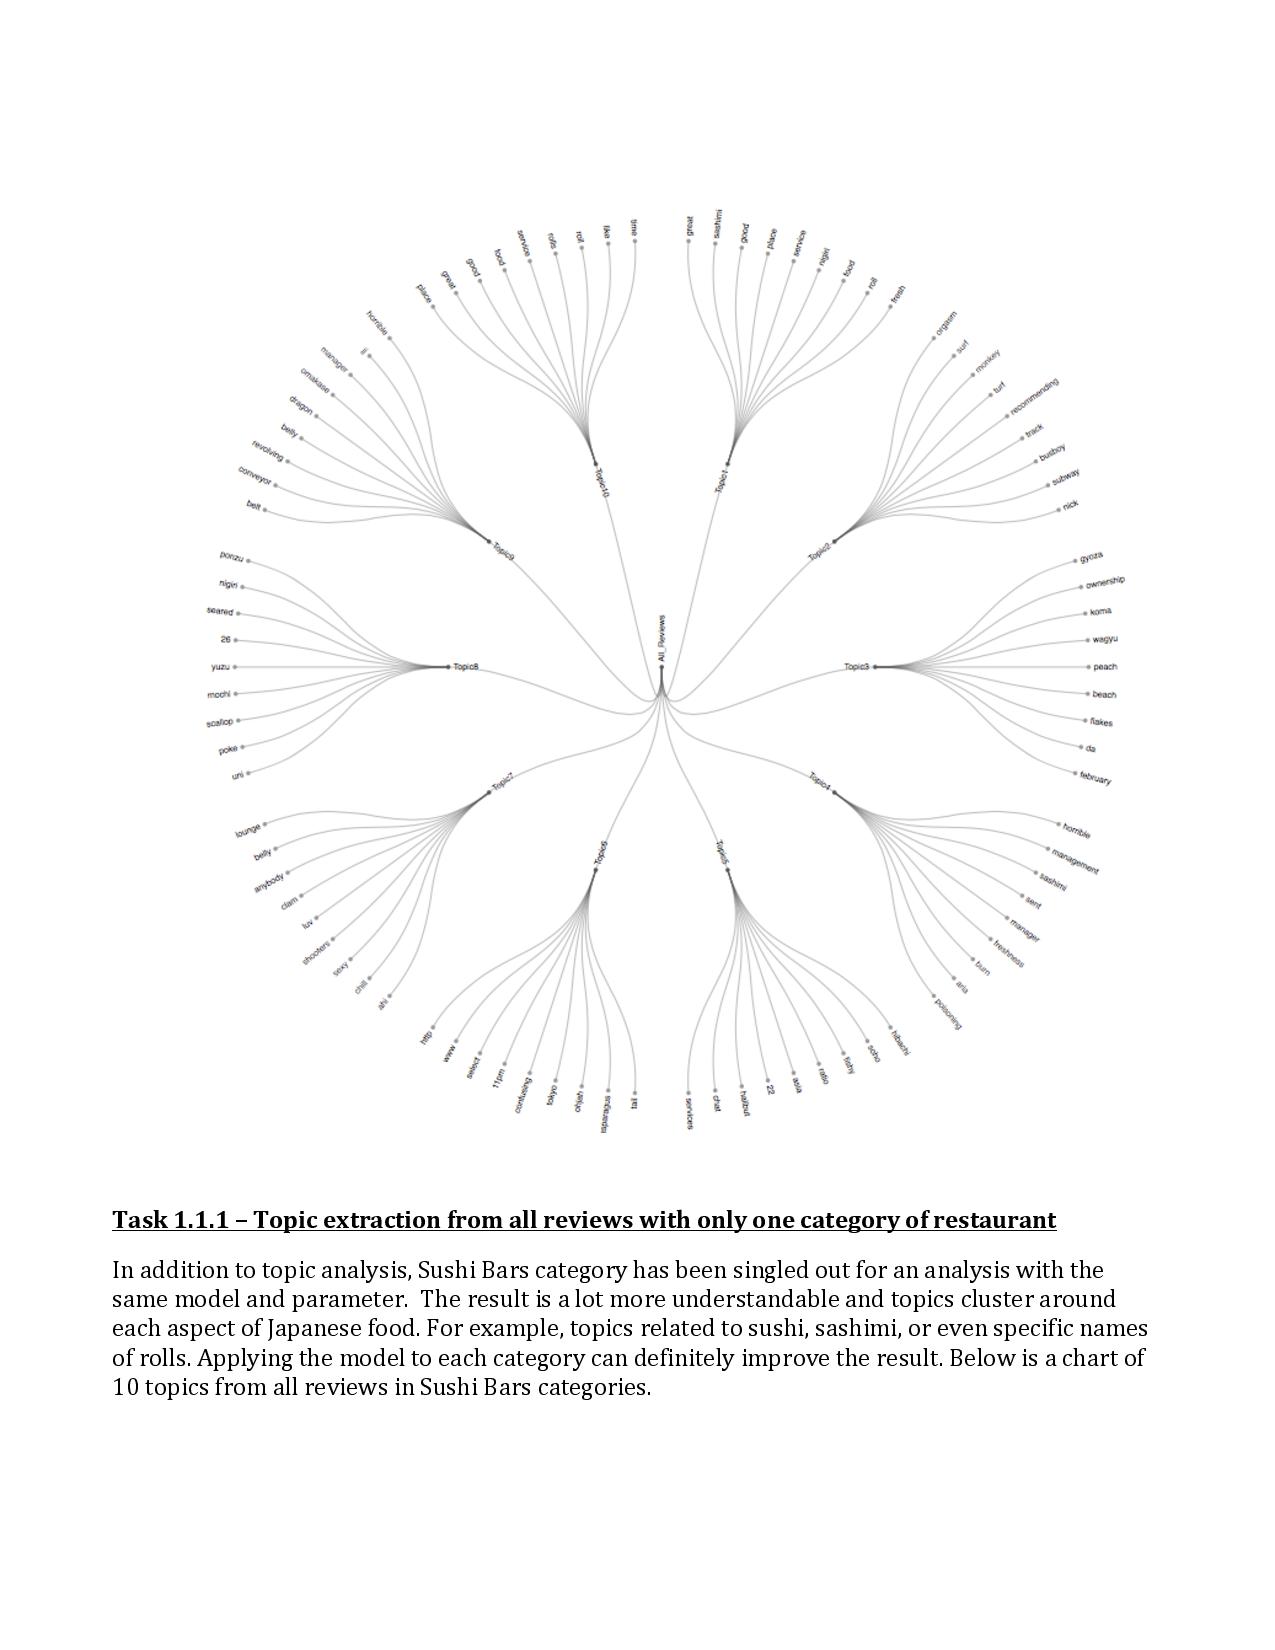 time
like
roll
rolls
service
food
good
great
place
Topic10
great
sashimi
good
place
service
nigiri
food
roll
fresh
Topic1
orgasm
surf
monkey
turf
recommending
track
busboy
subway
nick
Topic2
gyoza
ownership
koma
wagyu
peach
beach
flakes
da
february
Topic3
horrible
management
sashimi
sent
manager
freshness
burn
aria
poisoning
Topic4
hibachi
soho
fishy
ratio
asia
22
halibut
chat
services
Topic5
tail
isparagus
ohjah
tokyo
confusing
11pm
select
www
http
Topic6
ahi
chill
sexy
shooters
luv
clam
anybody
belly
lounge
Topic7
uni
poke
scallop
mochi
yuzu
26
seared
nigiri
ponzu
Topic8
belt
conveyor
revolving
belly
dragon
omakase
manager
horrible
Topic9
All_Reviews
Task 1.1.1 – Topic extraction from all reviews with only one category of restaurant
In addition to topic analysis, Sushi Bars category has been singled out for an analysis with the
same model and parameter.  The result is a lot more understandable and topics cluster around
each aspect of Japanese food. For example, topics related to sushi, sashimi, or even specific names
of rolls. Applying the model to each category can definitely improve the result. Below is a chart of
10 topics from all reviews in Sushi Bars categories.